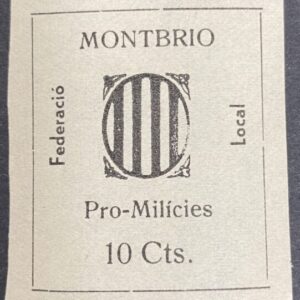 MONTBRIO
Federació
Local
Pro-Milícies
10 Cts.